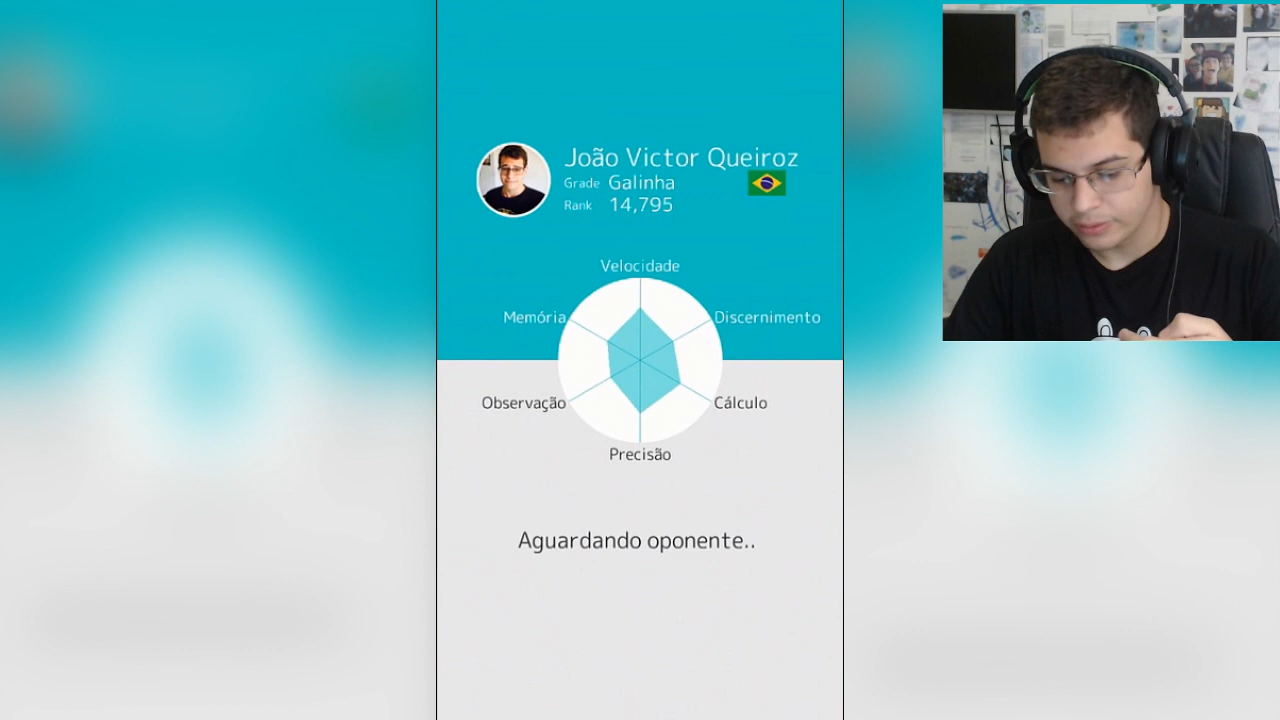 João Victor Queiroz
Grade Galinha
Rank 14,795
Velocidade
Memória
Discernimento
Observação
Cálculo
Precisão
Aguardando oponente..